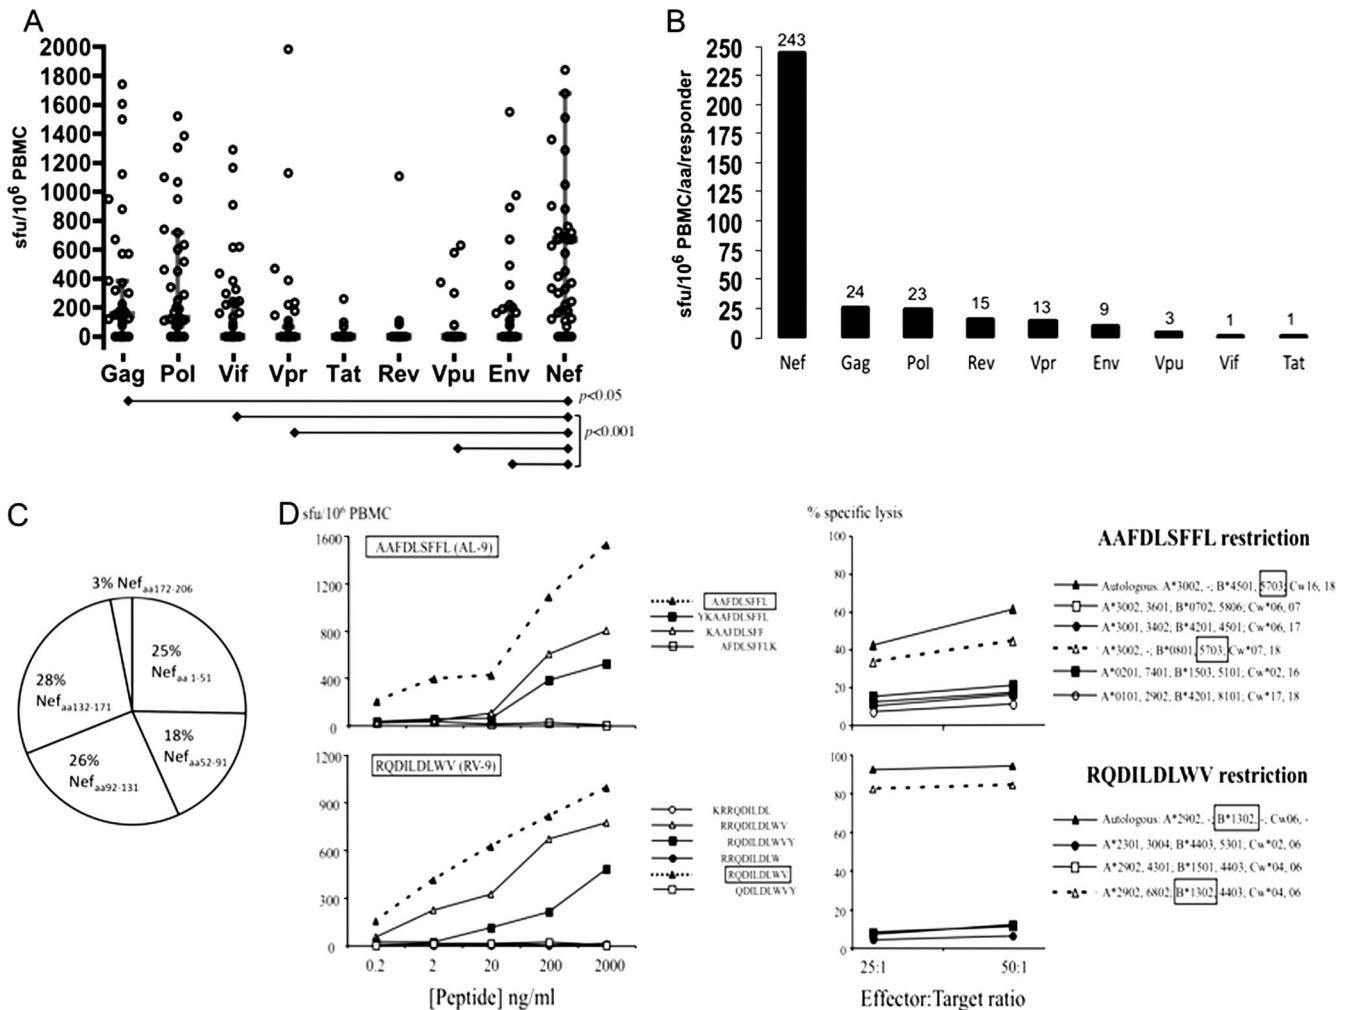 A
2000
1800
1600
1400
1200
1000
800
600
400
200
0
sfu/10⁶ PBMC
Gag Pol Vif Vpr Tat Rev Vpu Env Nef
p<0.05
p<0.001
B
250
225
200
175
150
125
100
75
50
25
0
sfu/10⁶ PBMC/aa/responder
243
24 23 15 13 9 3 1 1
Nef Gag Pol Rev Vpr Env Vpu Vif Tat
C
3% Nef aa172-206
25%
Nef aa 1-51
28%
Nef aa132-171
18%
Nef aa52-91
26%
Nef aa92-131
D sfu/10⁶ PBMC
1600
1200
800
400
0
AAFDLSFFL (AL-9)
AAFDLSFFL
YKAAFDLSFFL
KAAFDLSFF
AFDLSFFLK
1200
900
600
300
0
RQDILDLWV (RV-9)
KRRQDILDL
RRQDILDLWV
RQDILDLWVY
RRQDILDLW
RQDILDLWV
QDILDLWVY
0.2 2 20 200 2000
[Peptide] ng/ml
% specific lysis
100
80
60
40
20
0
AAFDLSFFL restriction
Autologous: A*3002, -; B*4501, 5703; Cw16, 18
A*3002, 3601; B*0702, 5806; Cw*06, 07
A*3001, 3402; B*4201, 4501; Cw*06, 17
A*3002, -; B*0801, 5703, Cw*07, 18
A*0201, 7401; B*1503, 5101; Cw*02, 16
A*0101, 2902; B*4201, 8101; Cw*17, 18
100
80
60
40
20
0
RQDILDLWV restriction
Autologous: A*2902, -; B*1302, -; Cw06, -
A*2301, 3004; B*4403, 5301; Cw*02, 06
A*2902, 4301; B*1501, 4403; Cw*04, 06
A*2902, 6802; B*1302, 4403; Cw*04, 06
25:1 50:1
Effector:Target ratio